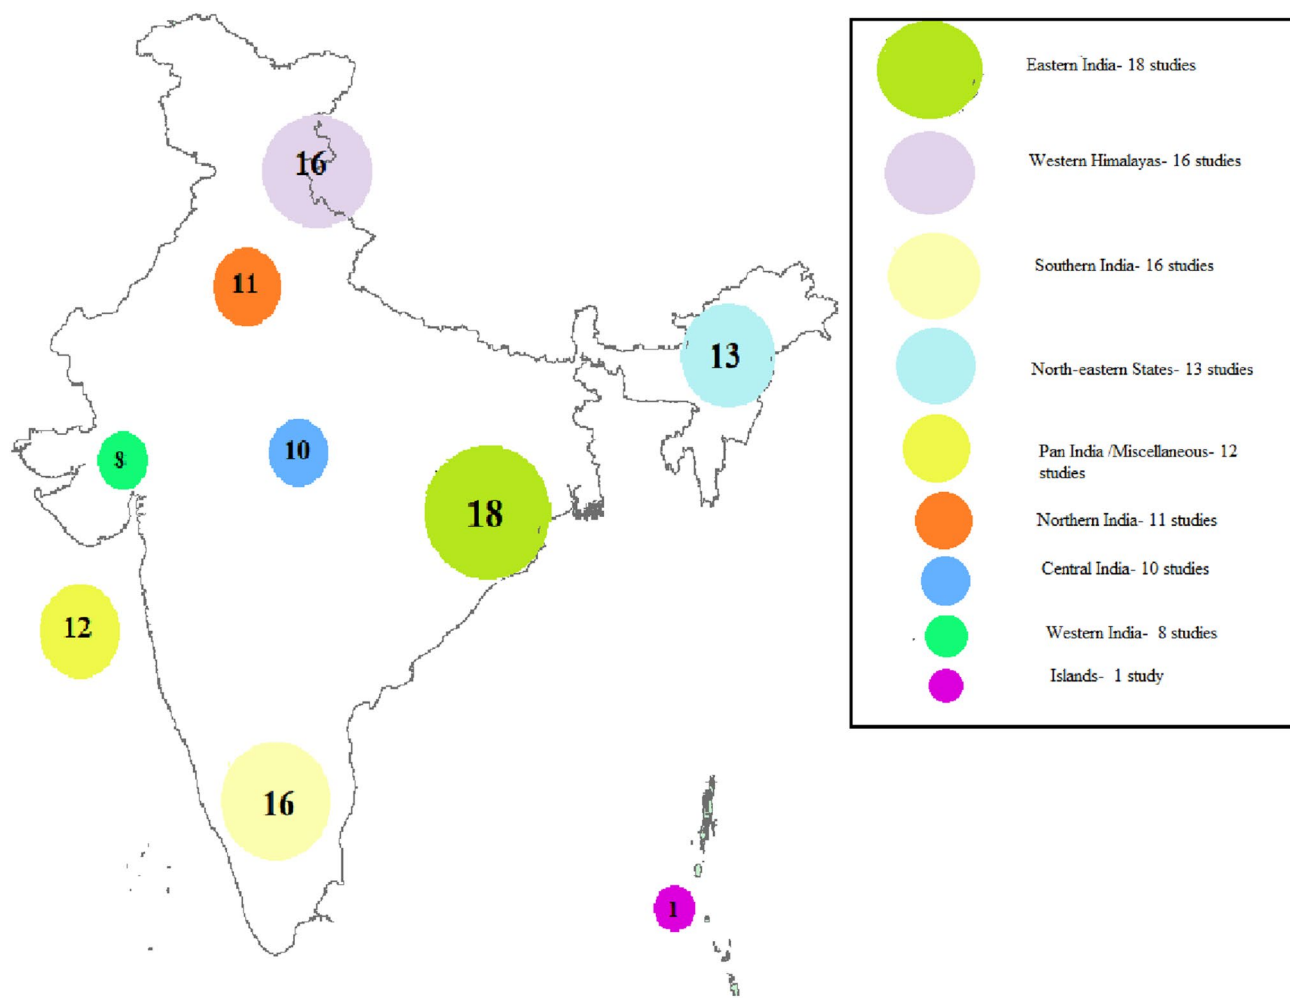 16
11
13
8
10
18
12
16
1
Eastern India- 18 studies
Western Himalayas- 16 studies
Southern India- 16 studies
North-eastern States- 13 studies
Pan India /Miscellaneous- 12
studies
Northern India- 11 studies
Central India- 10 studies
Western India- 8 studies
Islands- 1 study